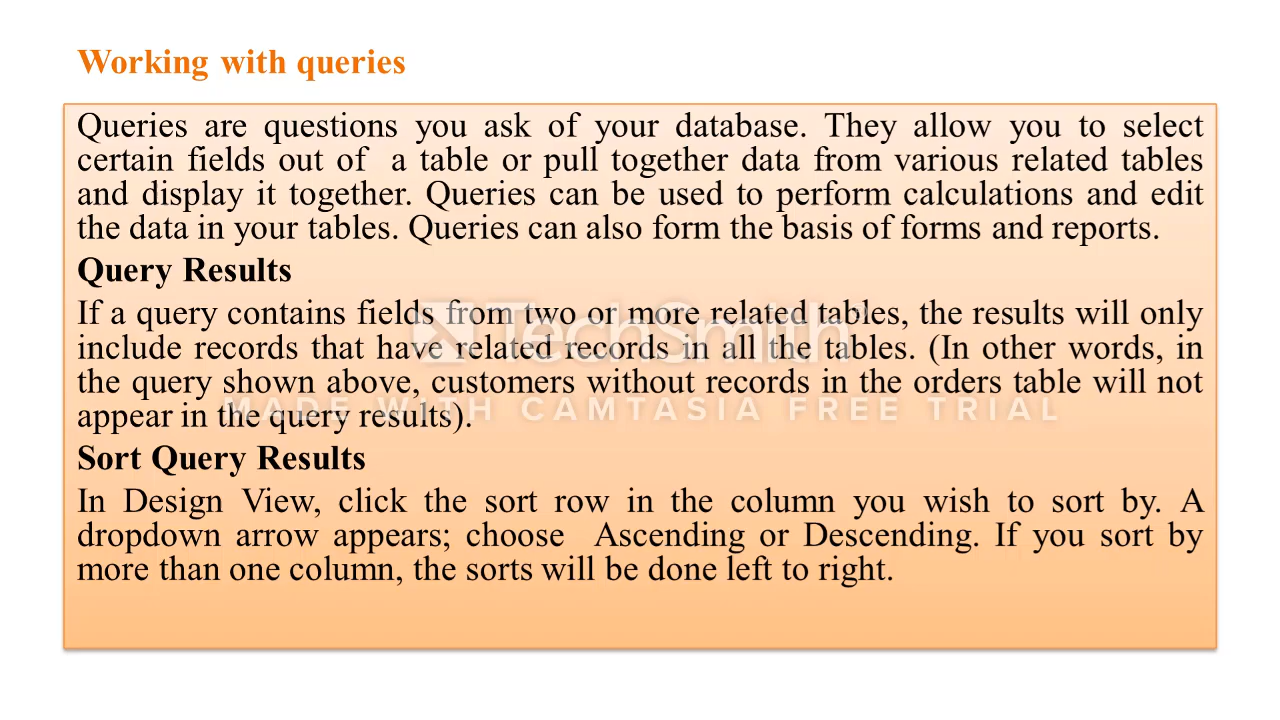 Working with queries
Queries are questions you ask of your database. They allow you to select
certain fields out of a table or pull together data from various related tables
and display it together. Queries can be used to perform calculations and edit
the data in your tables. Queries can also form the basis of forms and reports.
Query Results
If a query contains fields from two or more related tables, the results will only
include records that have related records in all the tables. (In other words, in
the query shown above, customers without records in the orders table will not
appear in the query results).
Sort Query Results
In Design View, click the sort row in the column you wish to sort by. A
dropdown arrow appears; choose Ascending or Descending. If you sort by
more than one column, the sorts will be done left to right.
TechSmith
MADE WITH CAMTASIA FREE TRIAL